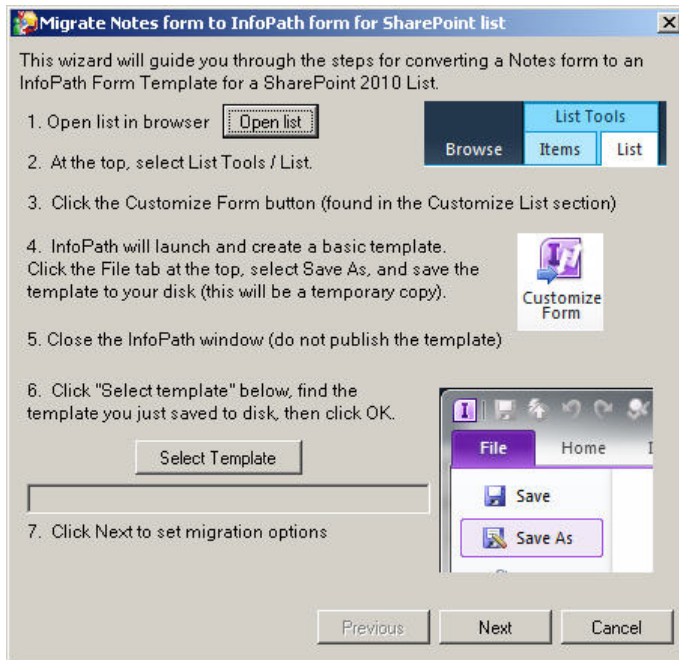 Migrate Notes form to InfoPath form for SharePoint list
This wizard will guide you through the steps for converting a Notes form to an
InfoPath Form Template for a SharePoint 2010 List.
1. Open list in browser
Open list
List Tools
Browse
Items
List
2. At the top, select List Tools / List.
3. Click the Customize Form button (found in the Customize List section)
4. InfoPath will launch and create a basic template.
Click the File tab at the top, select Save As, and save the
template to your disk (this will be a temporary copy).
Customize
Form
5. Close the InfoPath window (do not publish the template)
6. Click "Select template" below, find the
template you just saved to disk, then click OK.
Select Template
File
Home
I
Save
Save As
7. Click Next to set migration options
Previous
Next
Cancel